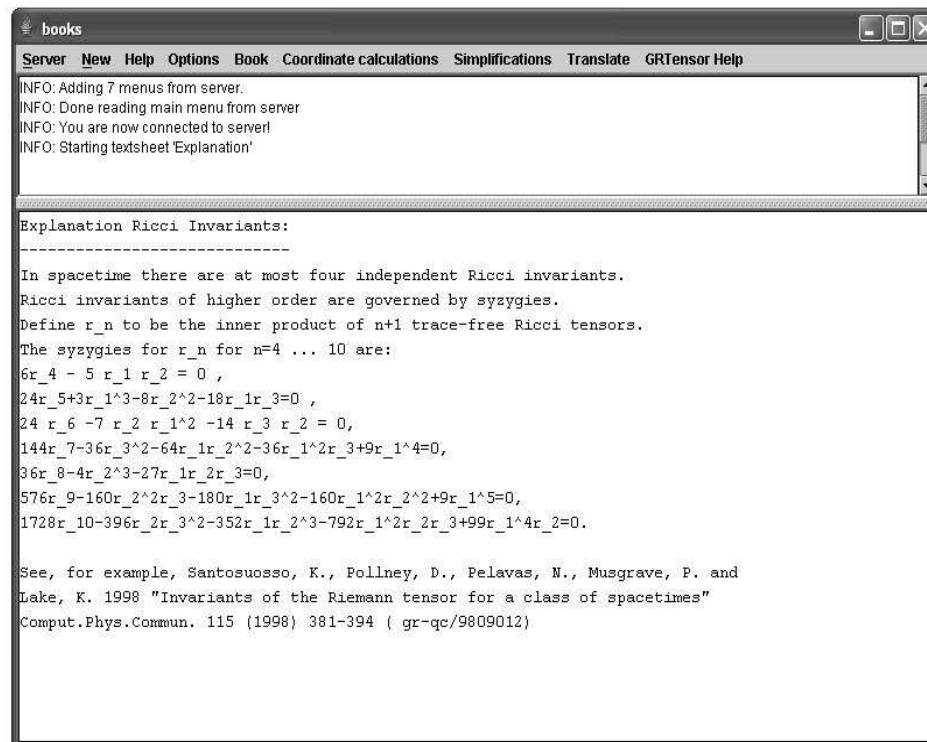 books
Server New Help Options Book Coordinate calculations Simplifications Translate GRTensor Help
INFO: Adding 7 menus from server.
INFO: Done reading main menu from server
INFO: You are now connected to server!
INFO: Starting textsheet 'Explanation'
Explanation Ricci Invariants:
-----------------------------
In spacetime there are at most four independent Ricci invariants.
Ricci invariants of higher order are governed by syzygies.
Define r_n to be the inner product of n+1 trace-free Ricci tensors.
The syzygies for r_n for n=4 ... 10 are:
6r_4 - 5 r_1 r_2 = 0 ,
24r_5+3r_1^3-8r_2^2-18r_1r_3=0 ,
24 r_6 -7 r_2 r_1^2 -14 r_3 r_2 = 0,
144r_7-36r_3^2-64r_1r_2^2-36r_1^2r_3+9r_1^4=0,
36r_8-4r_2^3-27r_1r_2r_3=0,
576r_9-160r_2^2r_3-180r_1r_3^2-160r_1^2r_2^2+9r_1^5=0,
1728r_10-396r_2r_3^2-352r_1r_2^3-792r_1^2r_2r_3+99r_1^4r_2=0.
See, for example, Santosuosso, K., Pollney, D., Pelavas, N., Musgrave, P. and
Lake, K. 1998 "Invariants of the Riemann tensor for a class of spacetimes"
Comput.Phys.Commun. 115 (1998) 381-394 ( gr-qc/9809012)